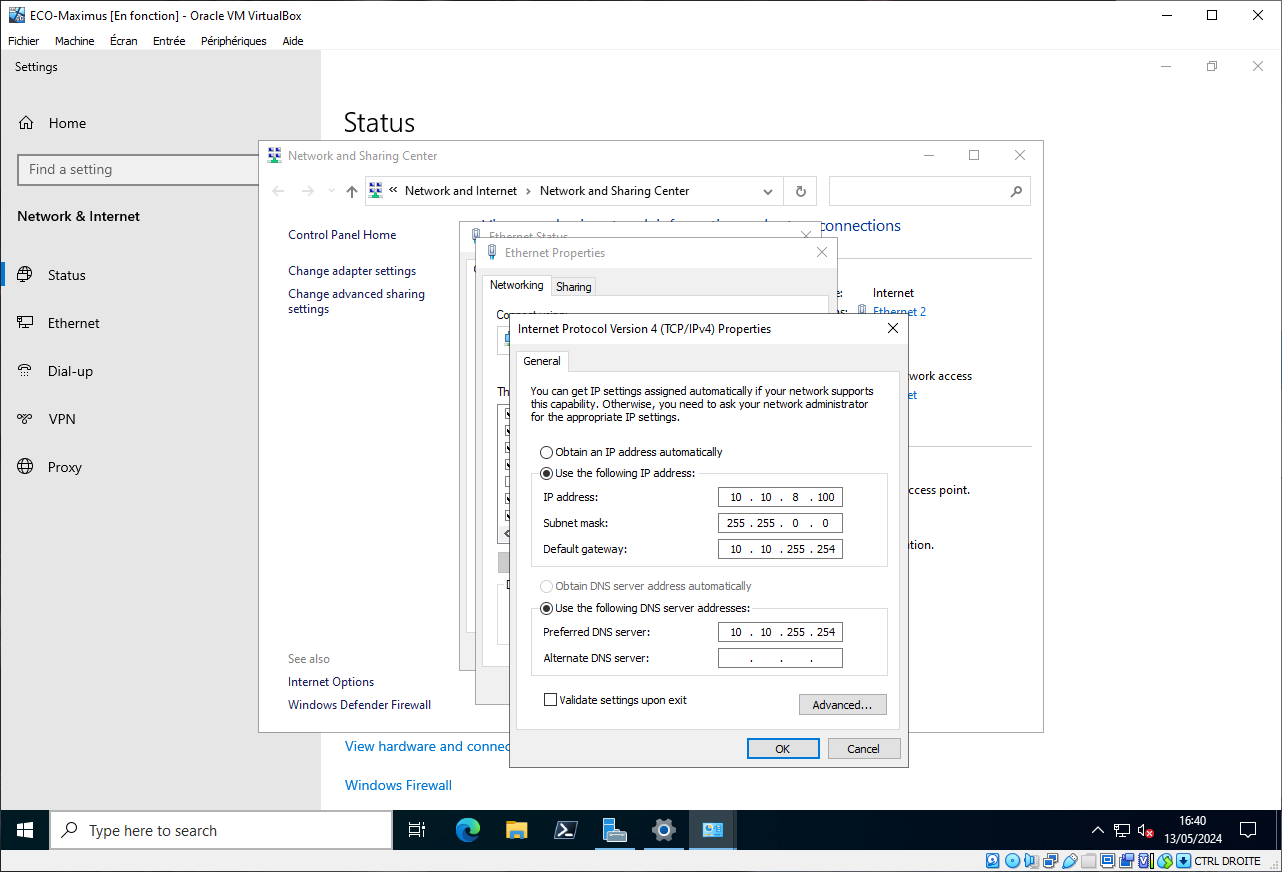 ECO-Maximus [En fonction] - Oracle VM VirtualBox
Fichier Machine Écran Entrée Périphériques Aide
Settings
Home
Status
Find a setting
Network and Sharing Center
Network and Internet › Network and Sharing Center
Network & Internet
connections
Control Panel Home
Ethernet Status
Ethernet Properties
Change adapter settings
Status
Networking
Sharing
Change advanced sharing
settings
Internet
Ethernet 2
Ethernet
Internet Protocol Version 4 (TCP/IPv4) Properties
General
Dial-up
You can get IP settings assigned automatically if your network supports
this capability. Otherwise, you need to ask your network administrator
for the appropriate IP settings.
VPN
Obtain an IP address automatically
Proxy
Use the following IP address:
access
IP address: 10 . 10 . 8 . 100
Subnet mask: 255 . 255 . 0 . 0
point.
Default gateway: 10 . 10 . 255 . 254
Obtain DNS server address automatically
Use the following DNS server addresses:
Preferred DNS server: 10 . 10 . 255 . 254
Alternate DNS server: . . .
See also
Internet Options
Windows Defender Firewall
Validate settings upon exit
Advanced...
View hardware and
OK
Cancel
Windows Firewall
Type here to search
16:40
13/05/2024
CTRL DROITE